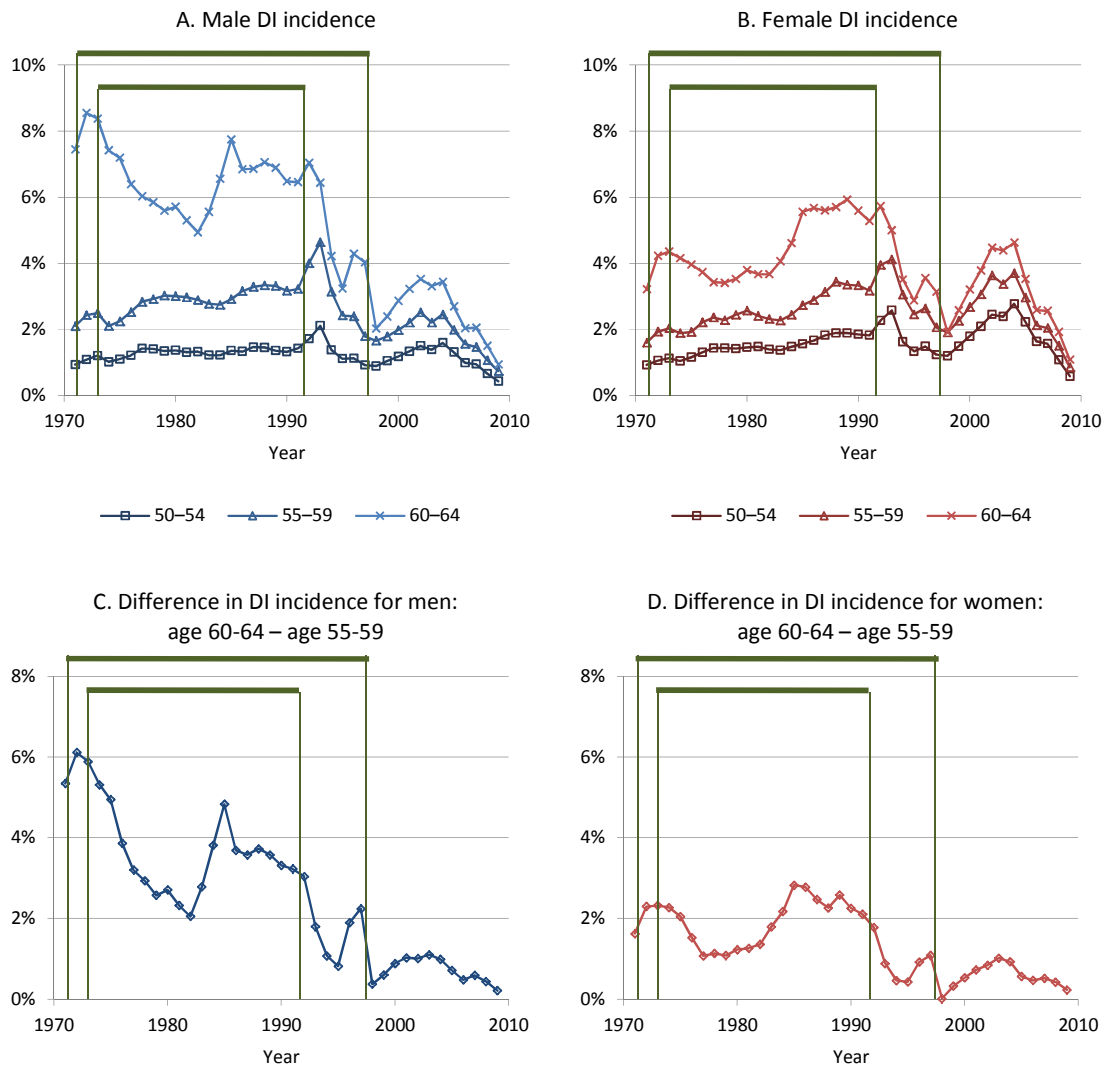 A. Male DI incidence
10%
8%
6%
4%
2%
0%
1970 1980 1990 2000 2010
Year
50–54 55–59 60–64
B. Female DI incidence
10%
8%
6%
4%
2%
0%
1970 1980 1990 2000 2010
Year
50–54 55–59 60–64
C. Difference in DI incidence for men:
age 60-64 – age 55-59
8%
6%
4%
2%
0%
1970 1980 1990 2000 2010
Year
D. Difference in DI incidence for women:
age 60-64 – age 55-59
8%
6%
4%
2%
0%
1970 1980 1990 2000 2010
Year